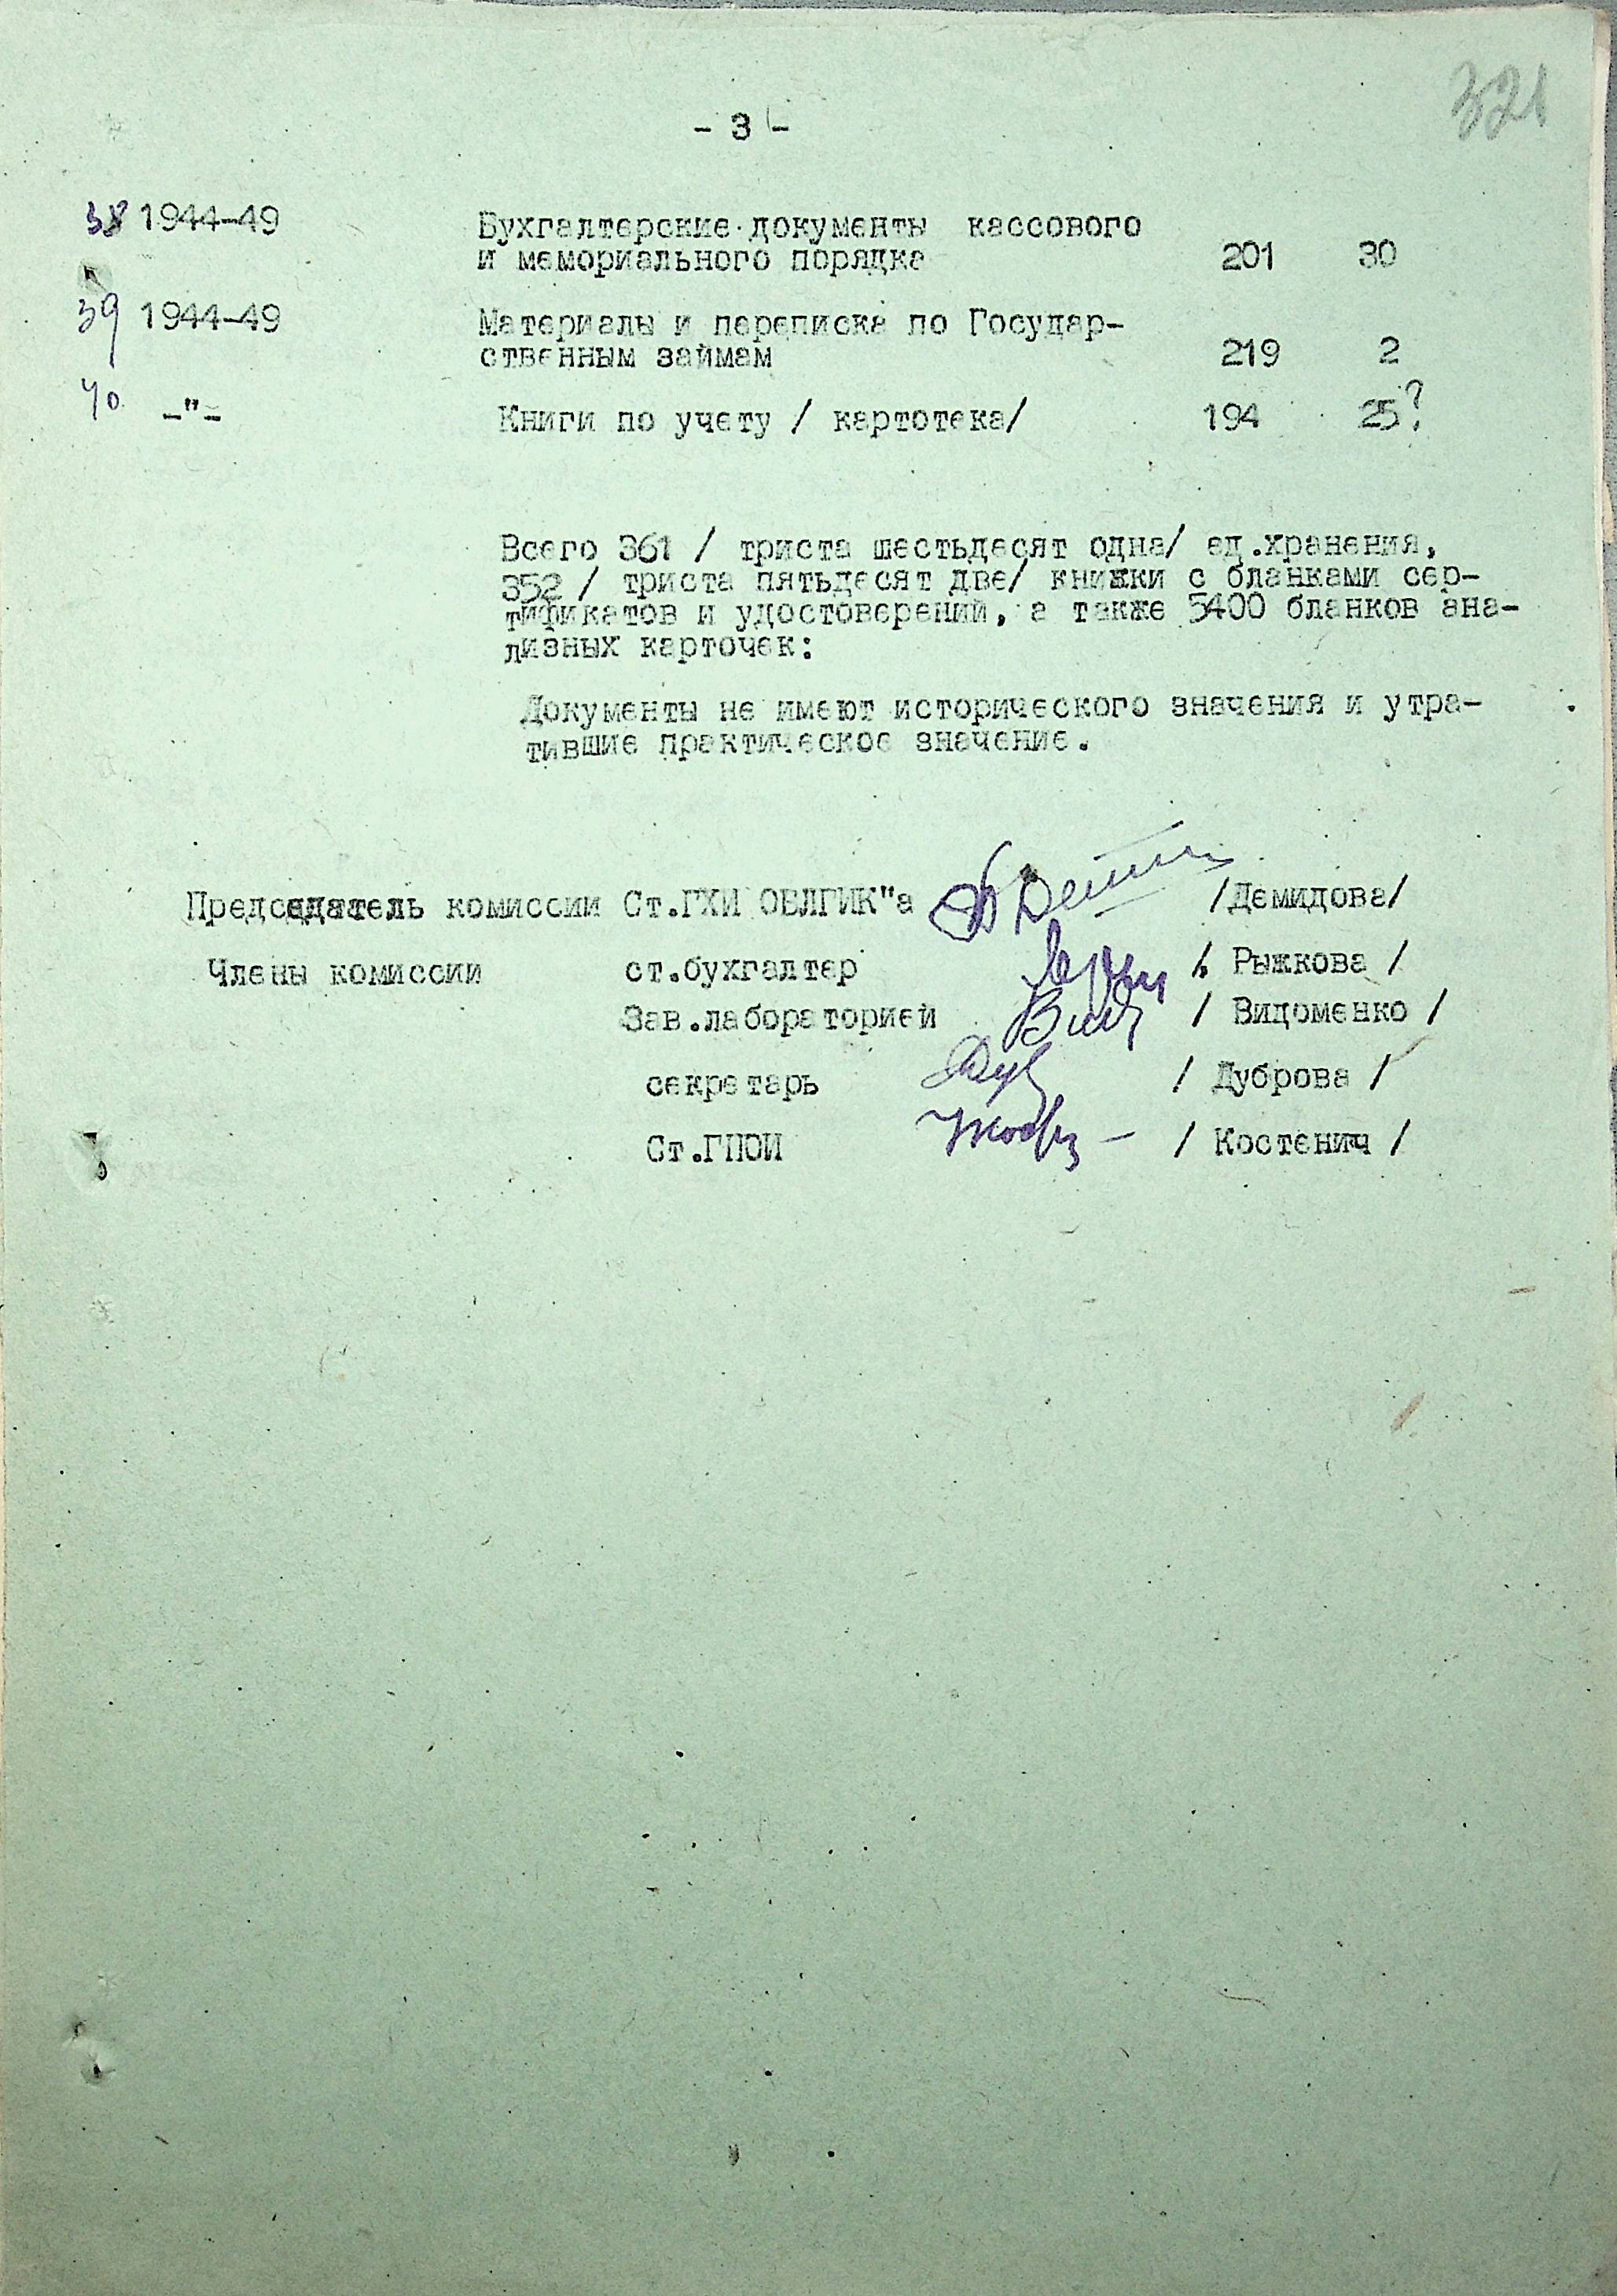 321
- 3 -
38 1944-49 Бухгалтерские документы кассового
и мемориального порядка 201 30
39 1944-49 Материалы и переписка по Государ-
ственным займам 219 2
40 -"- Книги по учету / картотека/ 194 25?
Всего 361 / триста шестьдесят одна/ ед.хранения,
352 / триста пятьдесят две/ книжки с бланками сер-
тификатов и удостоверений, а также 5400 бланков ана-
лизных карточек:
Документы не имеют исторического значения и утра-
тившие практическое значение.
Председатель комиссии Ст.ГХИ ОБЛГИК"а /Демидова/
Члены комиссии ст.бухгалтер / Рыжкова /
Зав.лабораторией / Видоменко /
секретарь / Дуброва /
Ст.ГПОИ / Костенич /